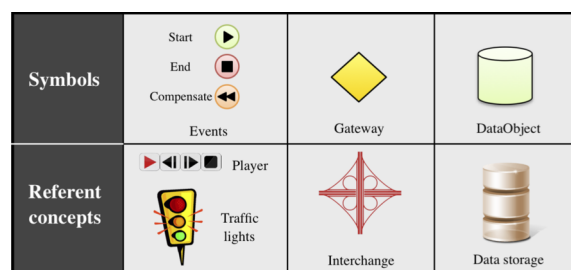 Symbols
Start
End
Compensate
Events
Gateway
DataObject
Referent
concepts
Player
Traffic
lights
Interchange
Data storage